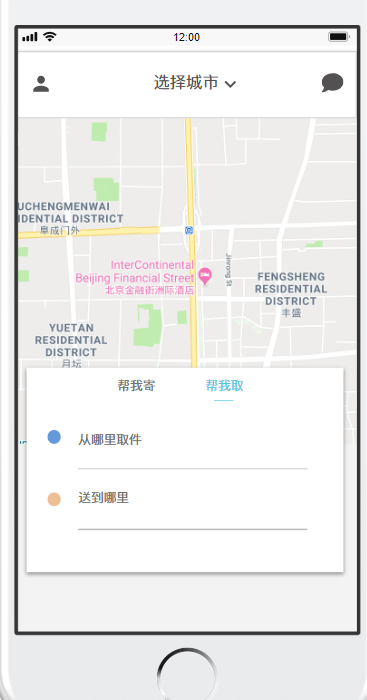 12:00
选择城市
UCHENGMENWAI
IDENTIAL DISTRICT
阜成门外
InterContinental
Beijing Financial Street
北京金融街洲际酒店
Jinrong St
FENGSHENG
RESIDENTIAL
DISTRICT
丰盛
YUETAN
RESIDENTIAL
DISTRICT
月坛
帮我寄
帮我取
从哪里取件
送到哪里